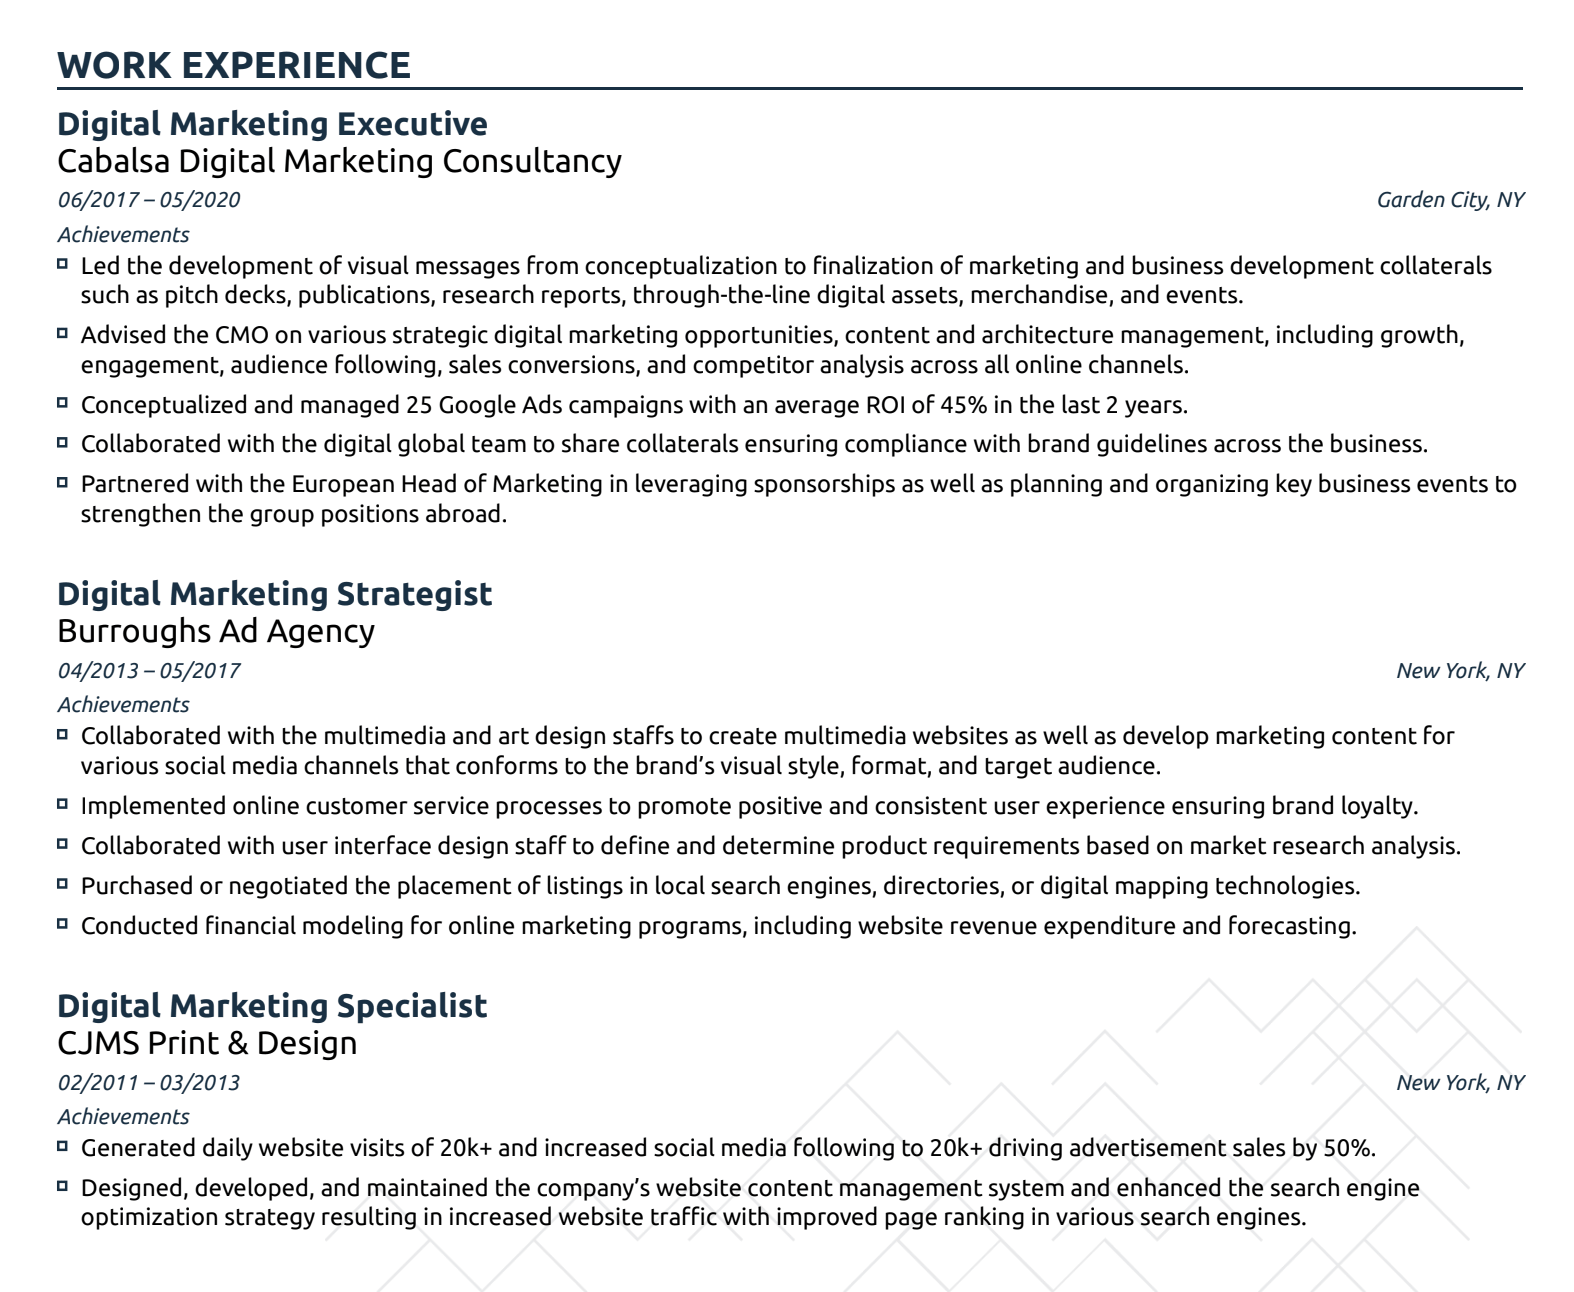 WORK EXPERIENCE
Digital Marketing Executive
Cabalsa Digital Marketing Consultancy
06/2017 – 05/2020 Garden City, NY
Achievements
Led the development of visual messages from conceptualization to finalization of marketing and business development collaterals
such as pitch decks, publications, research reports, through-the-line digital assets, merchandise, and events.
Advised the CMO on various strategic digital marketing opportunities, content and architecture management, including growth,
engagement, audience following, sales conversions, and competitor analysis across all online channels.
Conceptualized and managed 25 Google Ads campaigns with an average ROI of 45% in the last 2 years.
Collaborated with the digital global team to share collaterals ensuring compliance with brand guidelines across the business.
Partnered with the European Head of Marketing in leveraging sponsorships as well as planning and organizing key business events to
strengthen the group positions abroad.
Digital Marketing Strategist
Burroughs Ad Agency
04/2013 – 05/2017 New York, NY
Achievements
Collaborated with the multimedia and art design staffs to create multimedia websites as well as develop marketing content for
various social media channels that conforms to the brand’s visual style, format, and target audience.
Implemented online customer service processes to promote positive and consistent user experience ensuring brand loyalty.
Collaborated with user interface design staff to define and determine product requirements based on market research analysis.
Purchased or negotiated the placement of listings in local search engines, directories, or digital mapping technologies.
Conducted financial modeling for online marketing programs, including website revenue expenditure and forecasting.
Digital Marketing Specialist
CJMS Print & Design
02/2011 – 03/2013 New York, NY
Achievements
Generated daily website visits of 20k+ and increased social media following to 20k+ driving advertisement sales by 50%.
Designed, developed, and maintained the company’s website content management system and enhanced the search engine
optimization strategy resulting in increased website traffic with improved page ranking in various search engines.